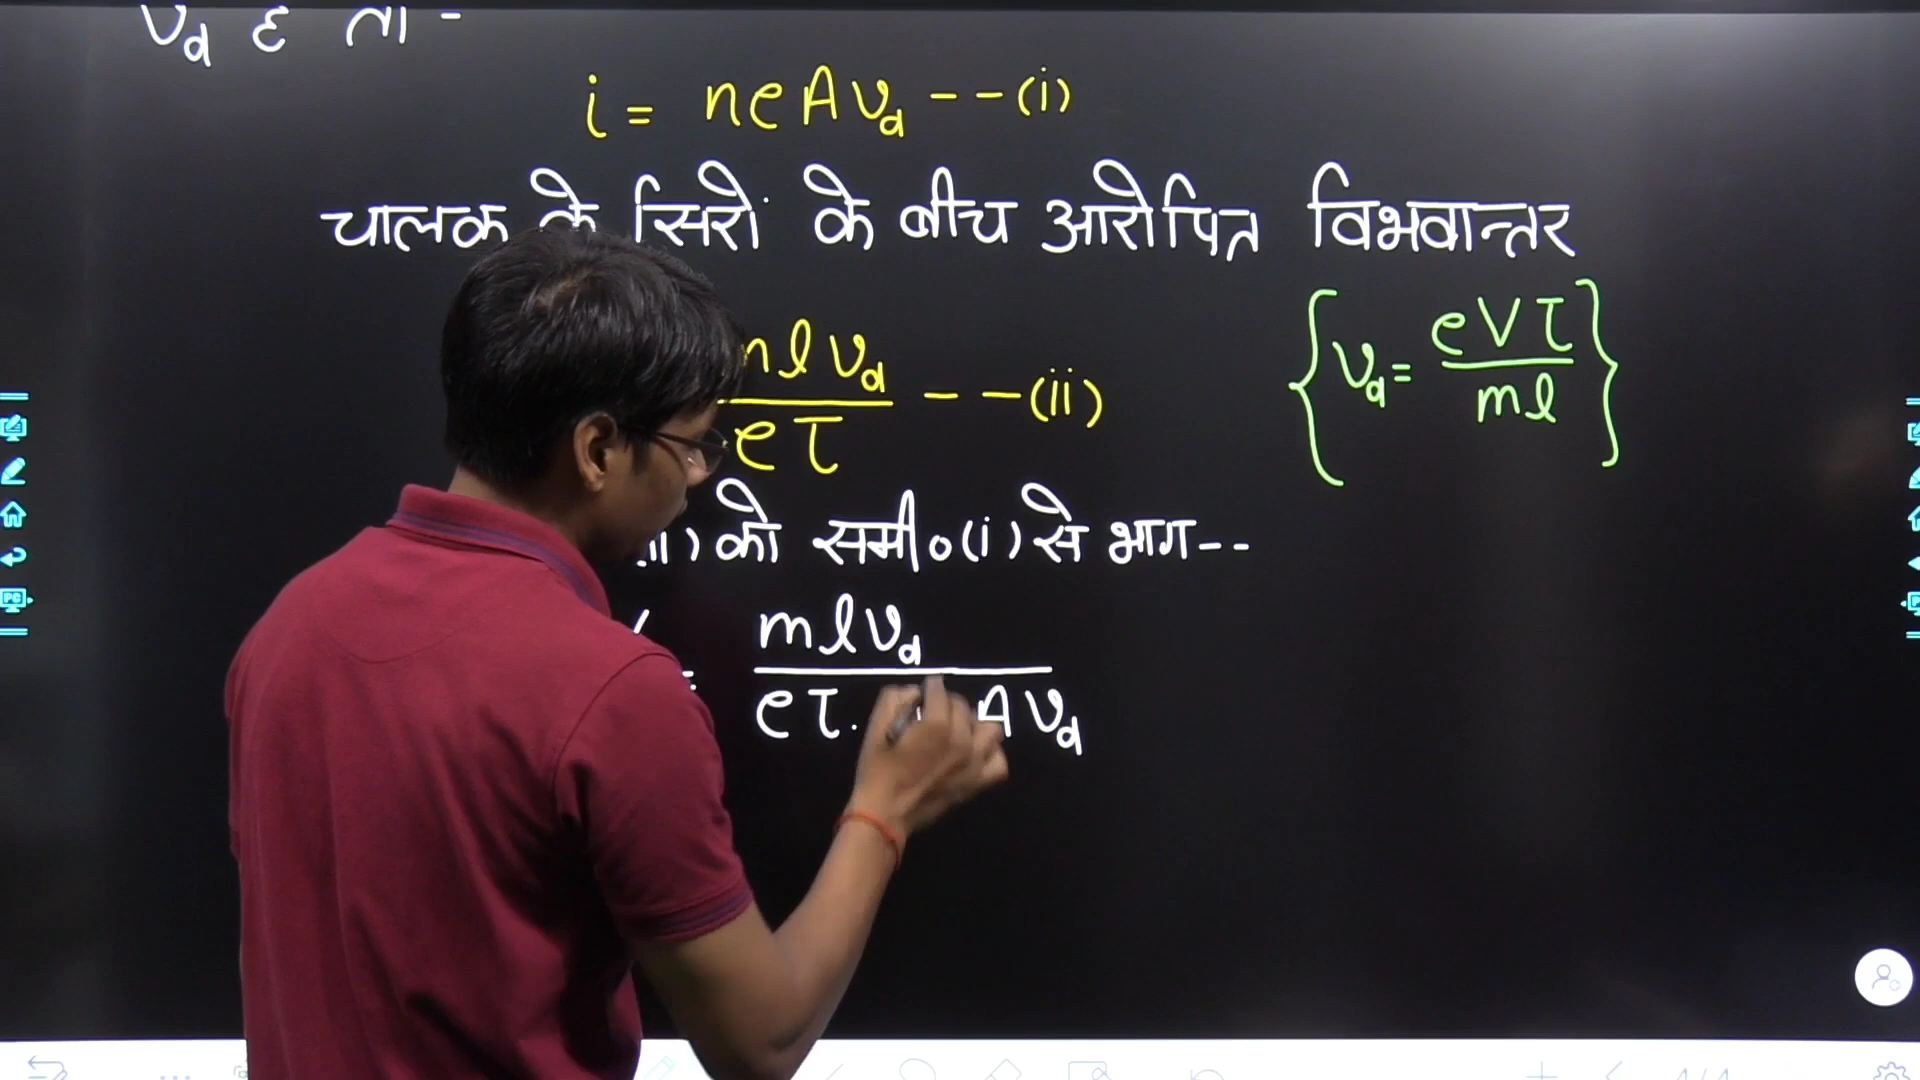 i = neAv_d -- (i)
चालक के सिरों के बीच आरोपित विभवान्तर
mlv_d / eτ -- (ii)
{ v_d = eVτ / ml }
को समी०(i) से भाग--
= mlv_d / eτ. Av_d